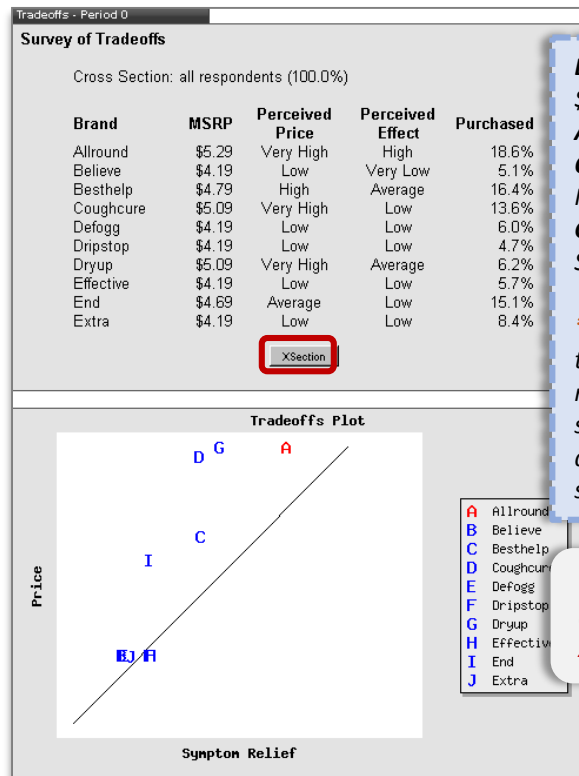 Tradeoffs - Period 0
Survey of Tradeoffs
Cross Section: all respondents (100.0%)
Brand MSRP Perceived Price Perceived Effect Purchased
Allround $5.29 Very High High 18.6%
Believe $4.19 Low Very Low 5.1%
Besthelp $4.79 High Average 16.4%
Coughcure $5.09 Very High Low 13.6%
Defogg $4.19 Low Low 6.0%
Dripstop $4.19 Low Low 4.7%
Dryup $5.09 Very High Average 6.2%
Effective $4.19 Low Low 5.7%
End $4.69 Average Low 15.1%
Extra $4.19 Low Low 8.4%
XSection
Tradeoffs Plot
G A
D
C
I
J
Price
Symptom Relief
A Allround
B Believe
C Besthelp
D Coughcure
E Defogg
F Dripstop
G Dryup
H Effectiv
I End
J Extra